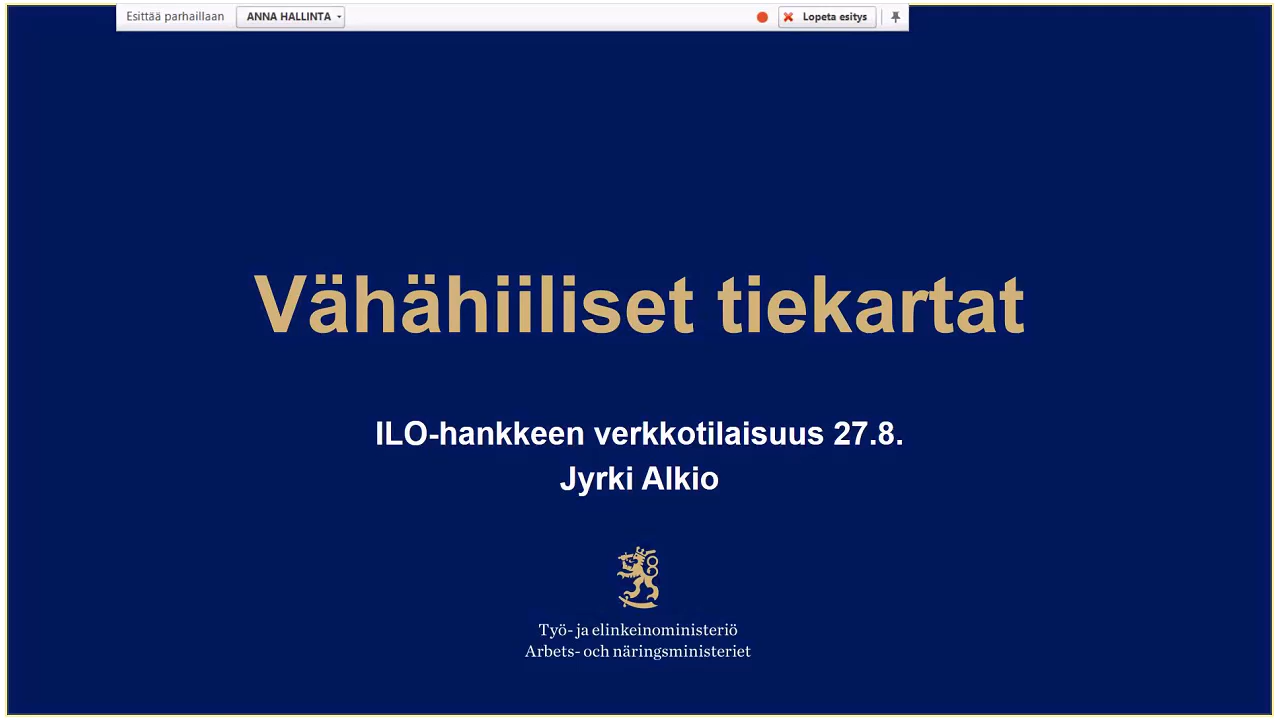 Esittää parhaillaan ANNA HALLINTA Lopeta esitys
Vähähiiliset tiekartat
ILO-hankkeen verkkotilaisuus 27.8.
Jyrki Alkio
Työ- ja elinkeinoministeriö
Arbets- och näringsministeriet